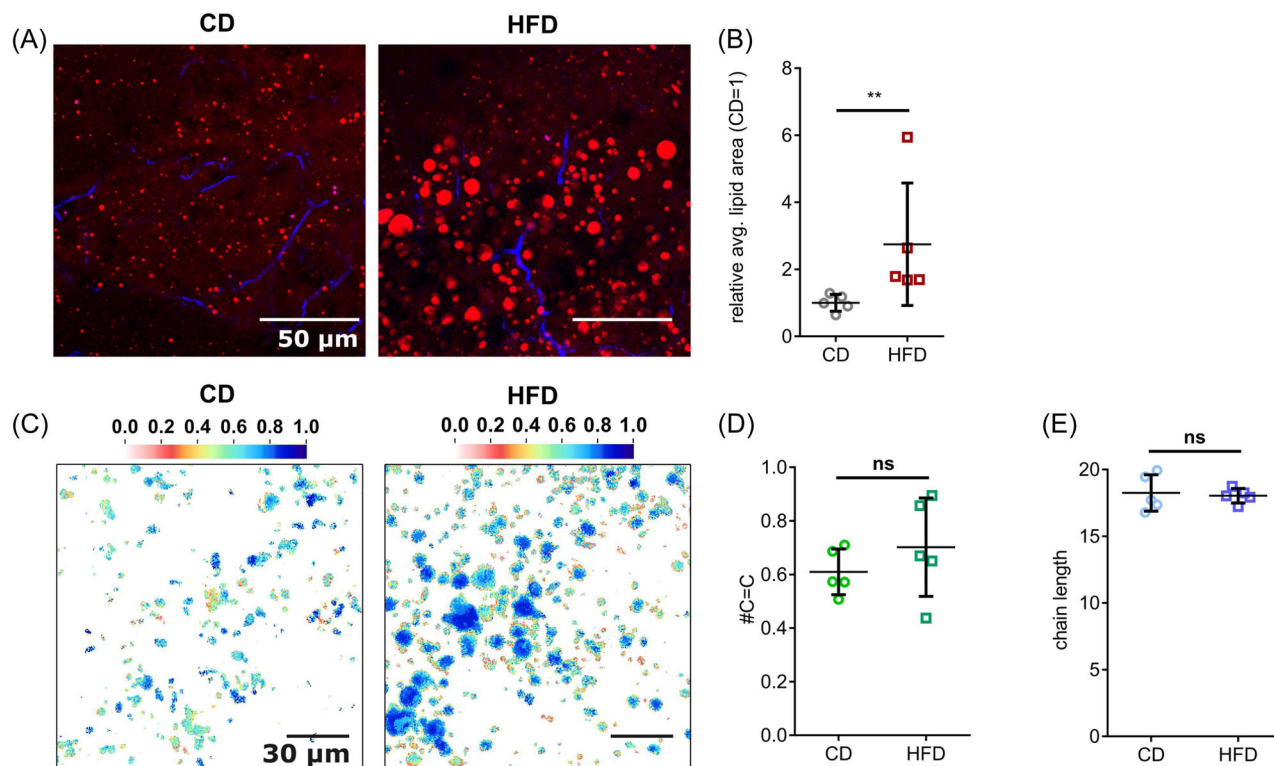 (A)
CD
HFD
50 µm
(B)
relative avg. lipid area (CD=1)
8
6
4
2
0
**
CD
HFD
(C)
CD
HFD
0.0 0.2 0.4 0.6 0.8 1.0
0.0 0.2 0.4 0.6 0.8 1.0
30 µm
(D)
#C=C
1.0
0.8
0.6
0.4
0.2
0.0
ns
CD
HFD
(E)
chain length
20
15
10
5
0
ns
CD
HFD